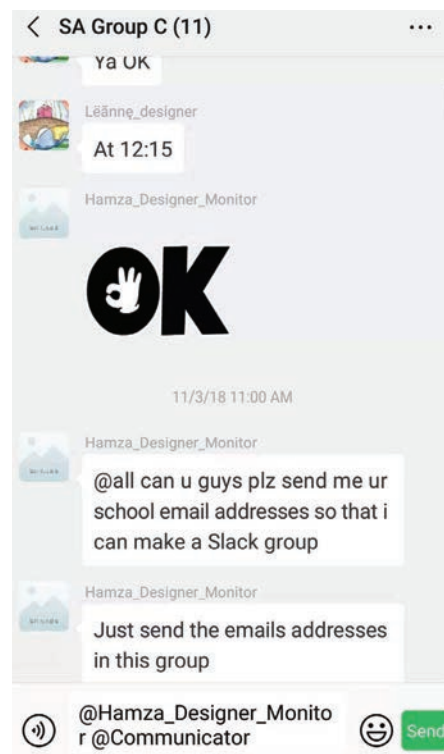 SA Group C (11)
Ya OK
Lëānnę_designer
At 12:15
Hamza_Designer_Monitor
OK
11/3/18 11:00 AM
Hamza_Designer_Monitor
@all can u guys plz send me ur
school email addresses so that i
can make a Slack group
Hamza_Designer_Monitor
Just send the emails addresses
in this group
@Hamza_Designer_Monito
r @Communicator
Send